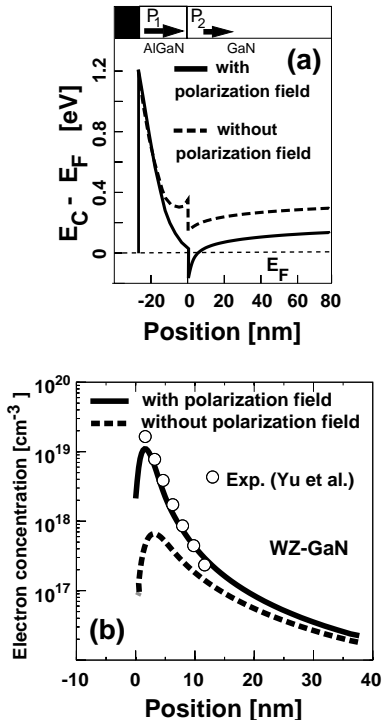 P1 P2
AlGaN GaN
(a)
with
polarization field
without
polarization field
EC - EF [eV]
1.2
0.8
0.4
0
EF
-20 0 20 40 60 80
Position [nm]
Electron concentration [cm-3]
10^20
10^19
10^18
10^17
with polarization field
without polarization field
Exp. (Yu et al.)
WZ-GaN
(b)
-10 0 10 20 30 40
Position [nm]